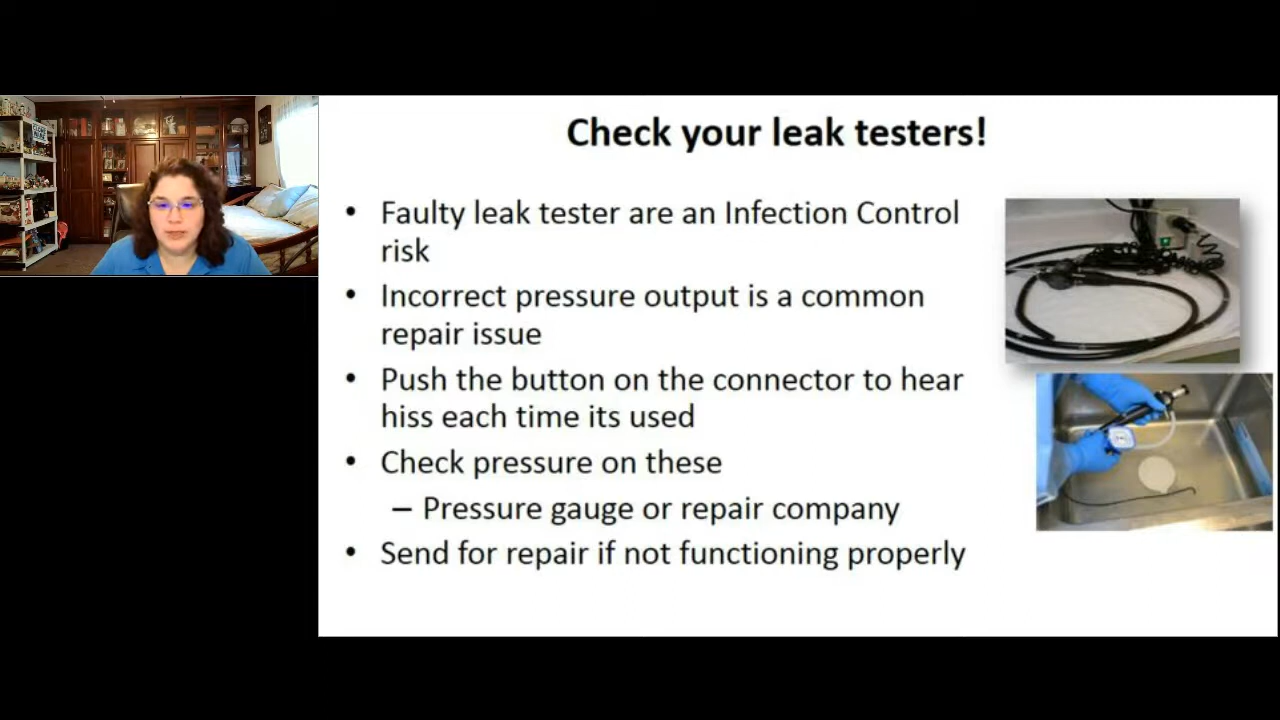 Check your leak testers!
• Faulty leak tester are an Infection Control
risk
• Incorrect pressure output is a common
repair issue
• Push the button on the connector to hear
hiss each time its used
• Check pressure on these
– Pressure gauge or repair company
• Send for repair if not functioning properly